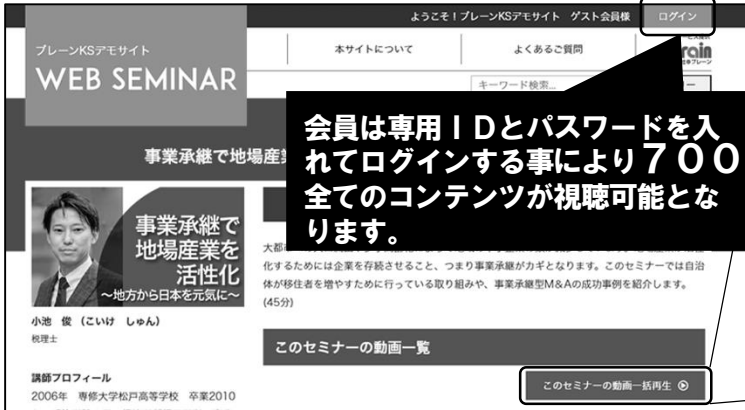 ようこそ！ブレーンKSデモサイト ゲスト会員様 ログイン
ブレーンKSデモサイト
WEB SEMINAR
本サイトについて
よくあるご質問
キーワード検索...
会員は専用ＩＤとパスワードを入
れてログインする事により７００
全てのコンテンツが視聴可能とな
ります。
事業承継で地場産
事業承継で
地場産業を
活性化
～地方から日本を元気に～
化するためには企業を存続させること、つまり事業承継がカギとなります。このセミナーでは自治
体が移住者を増やすために行っている取り組みや、事業承継型M&Aの成功事例を紹介します。
(45分)
小池 俊（こいけ しゅん）
税理士
このセミナーの動画一覧
このセミナーの動画一括再生
講師プロフィール
2006年 専修大学松戸高等学校 卒業2010